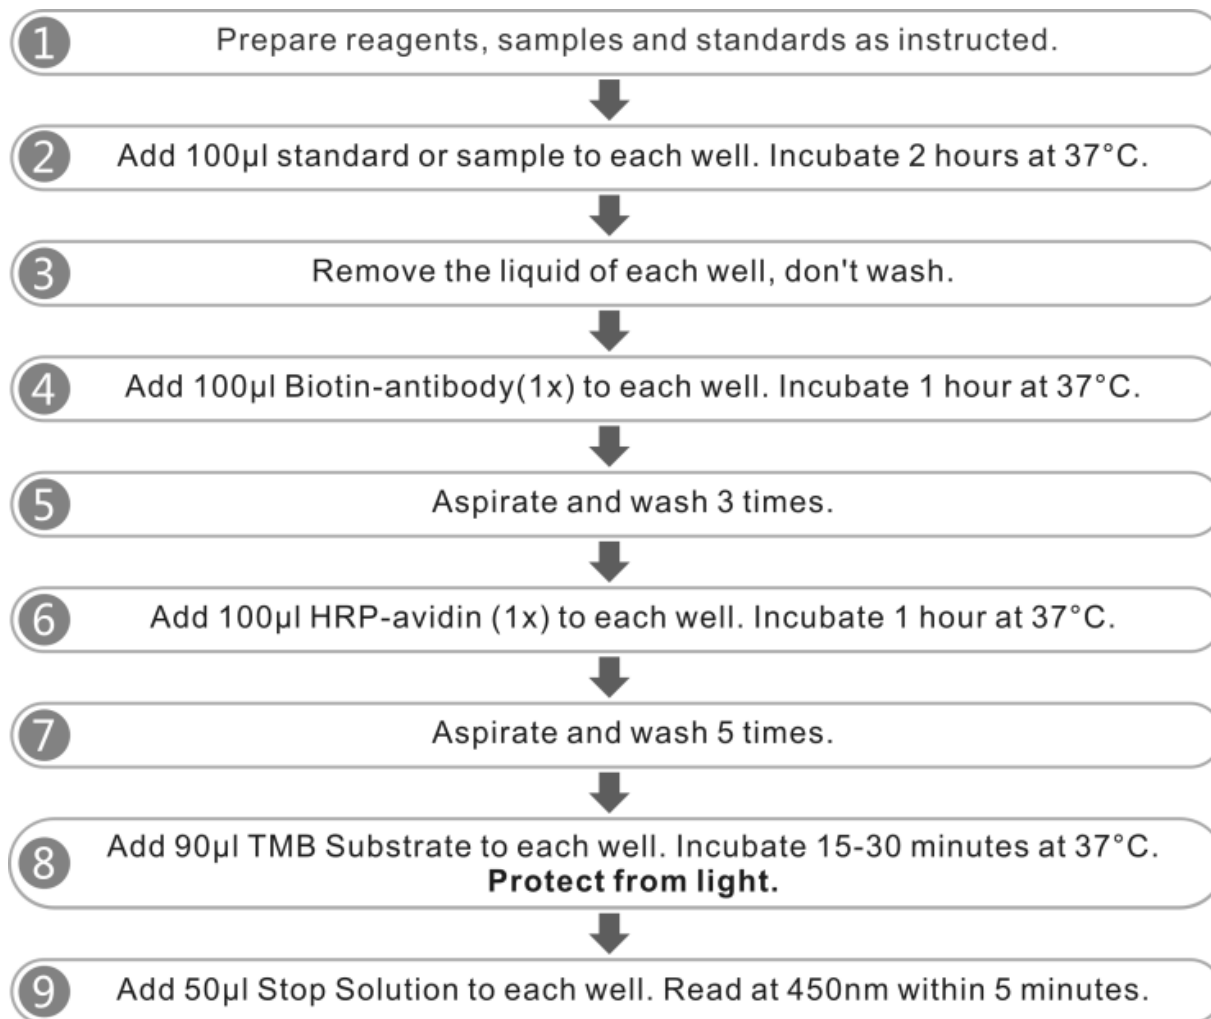 1 Prepare reagents, samples and standards as instructed.
2 Add 100µl standard or sample to each well. Incubate 2 hours at 37°C.
3 Remove the liquid of each well, don't wash.
4 Add 100µl Biotin-antibody(1x) to each well. Incubate 1 hour at 37°C.
5 Aspirate and wash 3 times.
6 Add 100µl HRP-avidin (1x) to each well. Incubate 1 hour at 37°C.
7 Aspirate and wash 5 times.
8 Add 90µl TMB Substrate to each well. Incubate 15-30 minutes at 37°C.
Protect from light.
9 Add 50µl Stop Solution to each well. Read at 450nm within 5 minutes.